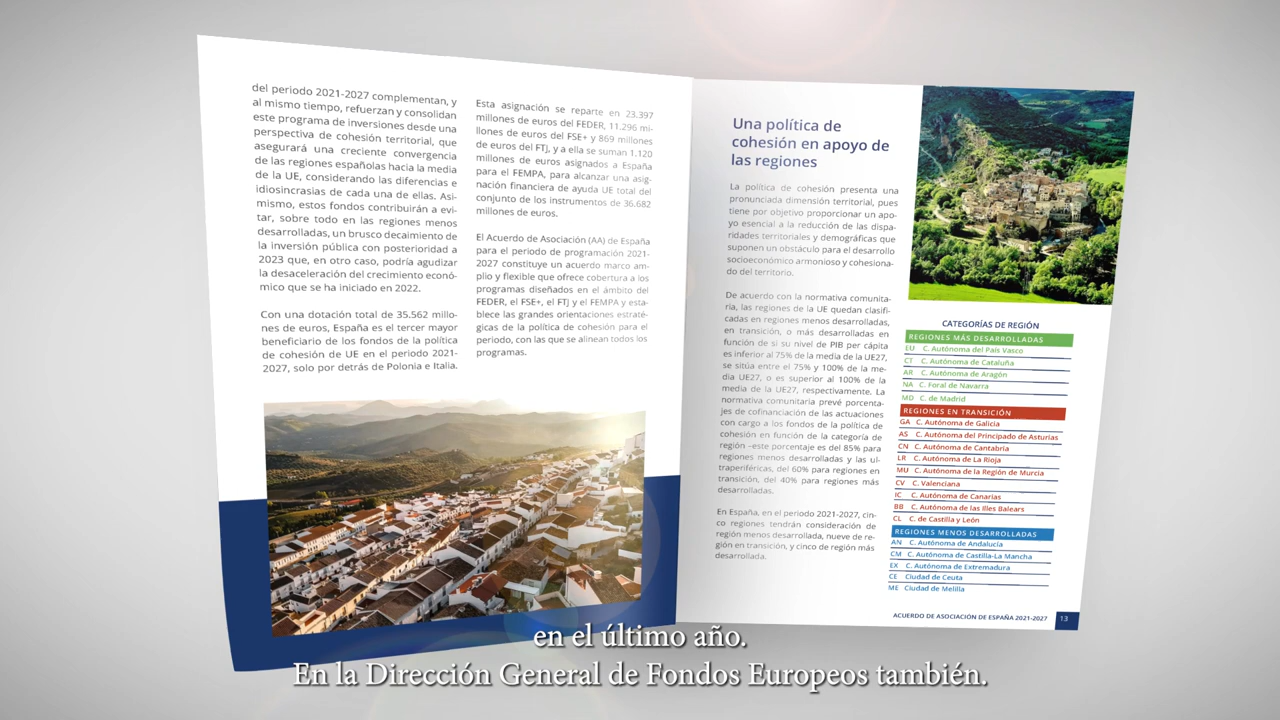 del periodo 2021-2027 complementan, y
al mismo tiempo, refuerzan y consolidan
este programa de inversiones desde una
perspectiva de cohesión territorial, que
asegurará una creciente convergencia
de las regiones españolas hacia la media
de la UE, considerando las diferencias e
idiosincrasias de cada una de ellas. Asi-
mismo, estos fondos contribuirán a evi-
tar, sobre todo en las regiones menos
desarrolladas, un brusco decaimiento de
la inversión pública con posterioridad a
2023 que, en otro caso, podría agudizar
la desaceleración del crecimiento econó-
mico que se ha iniciado en 2022.
Con una dotación total de 35.562 millo-
nes de euros, España es el tercer mayor
beneficiario de los fondos de la política
de cohesión de UE en el periodo 2021-
2027, solo por detrás de Polonia e Italia.
Esta asignación se reparte en 23.397
millones de euros del FEDER, 11.296 mi-
llones de euros del FSE+ y 869 millones
de euros del FTJ, y a ella se suman 1.120
millones de euros asignados a España
para el FEMPA, para alcanzar una asig-
nación financiera de ayuda UE total del
conjunto de los instrumentos de 36.682
millones de euros.
El Acuerdo de Asociación (AA) de España
para el periodo de programación 2021-
2027 constituye un acuerdo marco am-
plio y flexible que ofrece cobertura a los
programas diseñados en el ámbito del
FEDER, el FSE+, el FTJ y el FEMPA y esta-
blece las grandes orientaciones estraté-
gicas de la política de cohesión para el
periodo, con las que se alinean todos los
programas.
Una política de
cohesión en apoyo de
las regiones
La política de cohesión presenta una
pronunciada dimensión territorial, pues
tiene por objetivo proporcionar un apo-
yo esencial a la reducción de las dispa-
ridades territoriales y demográficas que
suponen un obstáculo para el desarrollo
socioeconómico armonioso y cohesiona-
do del territorio.
De acuerdo con la normativa comunita-
ria, las regiones de la UE quedan clasifi-
cadas en regiones menos desarrolladas,
en transición, o más desarrolladas en
función de si su nivel de PIB per cápita
es inferior al 75% de la media de la UE27,
se sitúa entre el 75% y 100% de la me-
dia UE27, o es superior al 100% de la
media de la UE27, respectivamente. La
normativa comunitaria prevé porcenta-
jes de cofinanciación de las actuaciones
con cargo a los fondos de la política de
cohesión en función de la categoría de
región –este porcentaje es del 85% para
regiones menos desarrolladas y las ul-
traperiféricas, del 60% para regiones en
transición, del 40% para regiones más
desarrolladas.
En España, en el periodo 2021-2027, cin-
co regiones tendrán consideración de
región menos desarrollada, nueve de re-
gión en transición, y cinco de región más
desarrollada.
CATEGORÍAS DE REGIÓN
REGIONES MÁS DESARROLLADAS
EU C. Autónoma del País Vasco
CT C. Autónoma de Cataluña
AR C. Autónoma de Aragón
NA C. Foral de Navarra
MD C. de Madrid
REGIONES EN TRANSICIÓN
GA C. Autónoma de Galicia
AS C. Autónoma del Principado de Asturias
CN C. Autónoma de Cantabria
LR C. Autónoma de La Rioja
MU C. Autónoma de la Región de Murcia
CV C. Valenciana
IC C. Autónoma de Canarias
BB C. Autónoma de las Illes Balears
CL C. de Castilla y León
REGIONES MENOS DESARROLLADAS
AN C. Autónoma de Andalucía
CM C. Autónoma de Castilla-La Mancha
EX C. Autónoma de Extremadura
CE Ciudad de Ceuta
ME Ciudad de Melilla
ACUERDO DE ASOCIACIÓN DE ESPAÑA 2021-2027 13
en el último año.
En la Dirección General de Fondos Europeos también.